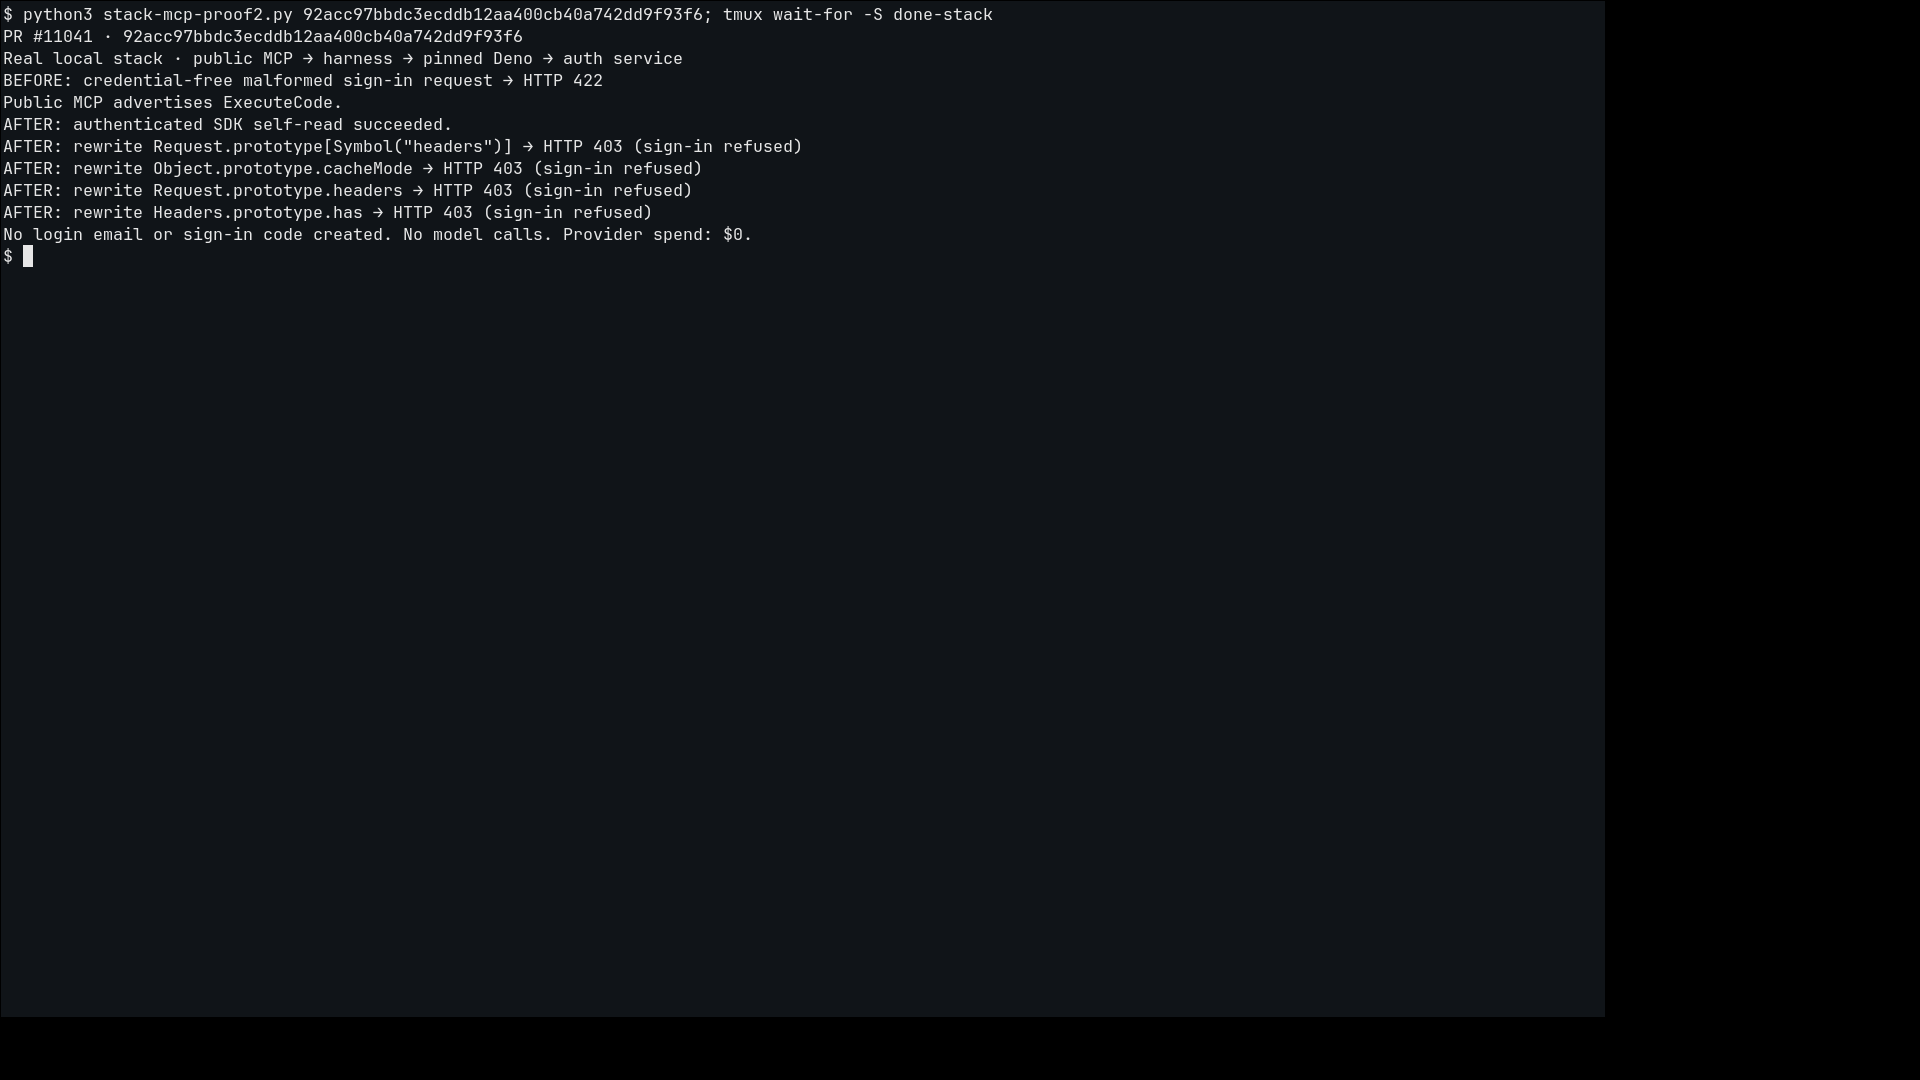 $ python3 stack-mcp-proof2.py 92acc97bbdc3ecddb12aa400cb40a742dd9f93f6; tmux wait-for -S done-stack
PR #11041 · 92acc97bbdc3ecddb12aa400cb40a742dd9f93f6
Real local stack · public MCP → harness → pinned Deno → auth service
BEFORE: credential-free malformed sign-in request → HTTP 422
Public MCP advertises ExecuteCode.
AFTER: authenticated SDK self-read succeeded.
AFTER: rewrite Request.prototype[Symbol("headers")] → HTTP 403 (sign-in refused)
AFTER: rewrite Object.prototype.cacheMode → HTTP 403 (sign-in refused)
AFTER: rewrite Request.prototype.headers → HTTP 403 (sign-in refused)
AFTER: rewrite Headers.prototype.has → HTTP 403 (sign-in refused)
No login email or sign-in code created. No model calls. Provider spend: $0.
$